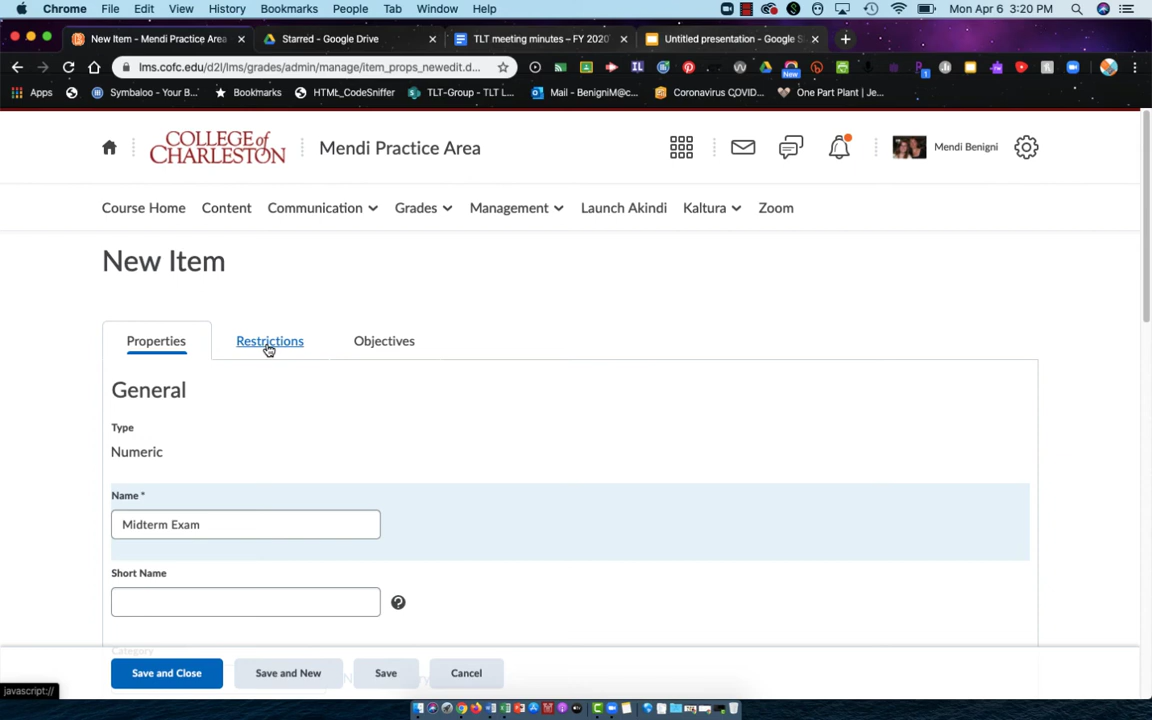 Chrome File Edit View History Bookmarks People Tab Window Help Mon Apr 6 3:20 PM
New Item - Mendi Practice Area Starred - Google Drive TLT meeting minutes – FY 2020 Untitled presentation - Google S
lms.cofc.edu/d2l/lms/grades/admin/manage/item_props_newedit.d... New 1
Apps Symbaloo - Your B... Bookmarks HTML_CodeSniffer TLT-Group - TLT L... Mail - BenigniM@c... Coronavirus COVID... One Part Plant | Je...
COLLEGE of
CHARLESTON
Mendi Practice Area Mendi Benigni
Course Home Content Communication Grades Management Launch Akindi Kaltura Zoom
New Item
Properties Restrictions Objectives
General
Type
Numeric
Name *
Midterm Exam
Short Name
Category
Save and Close Save and New Save Cancel
javascript://